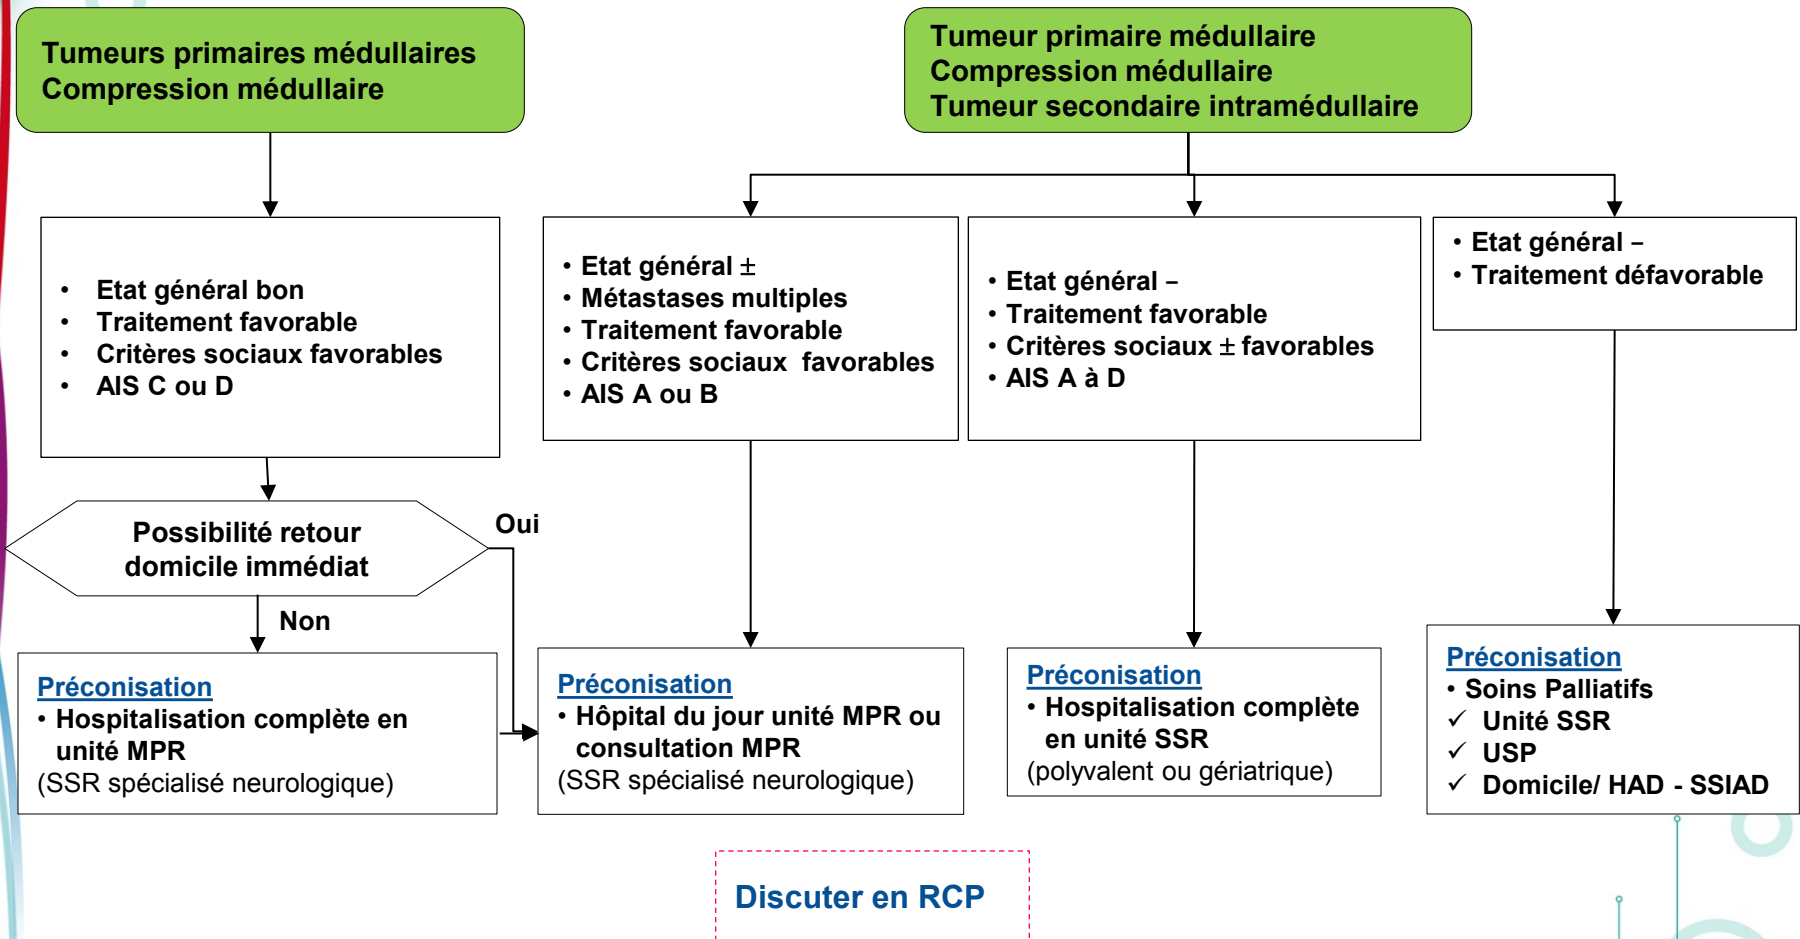 Tumeurs primaires médullaires
Compression médullaire
Tumeur primaire médullaire
Compression médullaire
Tumeur secondaire intramédullaire
• Etat général bon
• Traitement favorable
• Critères sociaux favorables
• AIS C ou D
• Etat général ±
• Métastases multiples
• Traitement favorable
• Critères sociaux favorables
• AIS A ou B
• Etat général –
• Traitement favorable
• Critères sociaux ± favorables
• AIS A à D
• Etat général –
• Traitement défavorable
Possibilité retour
domicile immédiat
Oui
Non
Préconisation
• Hospitalisation complète en
unité MPR
(SSR spécialisé neurologique)
Préconisation
• Hôpital du jour unité MPR ou
consultation MPR
(SSR spécialisé neurologique)
Préconisation
• Hospitalisation complète
en unité SSR
(polyvalent ou gériatrique)
Préconisation
• Soins Palliatifs
✓ Unité SSR
✓ USP
✓ Domicile/ HAD - SSIAD
Discuter en RCP